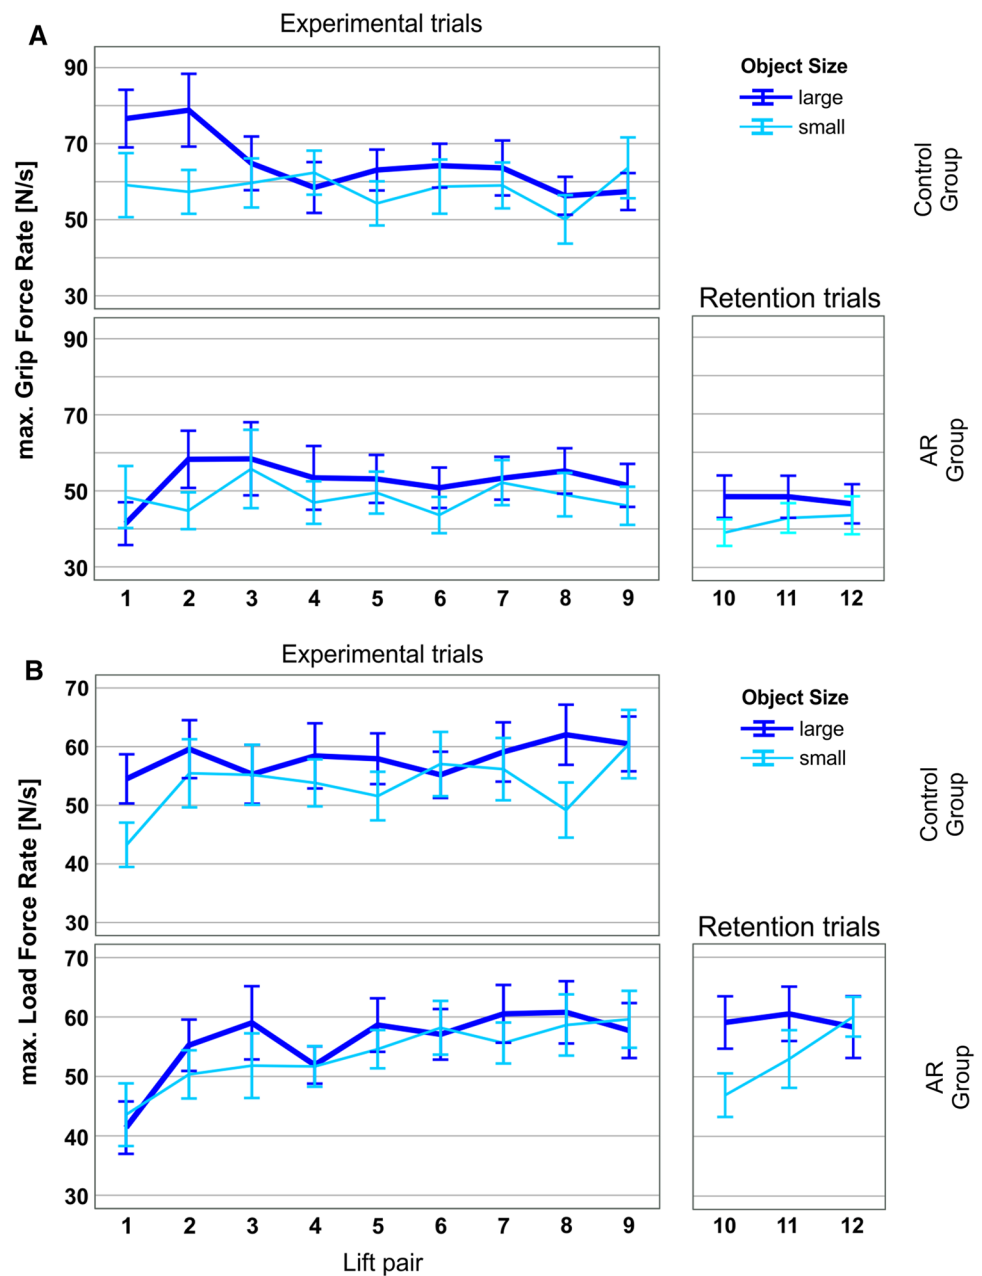 A
Experimental trials
Object Size
large
small
max. Grip Force Rate [N/s]
90
70
50
30
Control
Group
Retention trials
90
70
50
30
AR
Group
1 2 3 4 5 6 7 8 9 10 11 12
B
Experimental trials
Object Size
large
small
max. Load Force Rate [N/s]
70
60
50
40
30
Control
Group
Retention trials
70
60
50
40
30
AR
Group
1 2 3 4 5 6 7 8 9 10 11 12
Lift pair